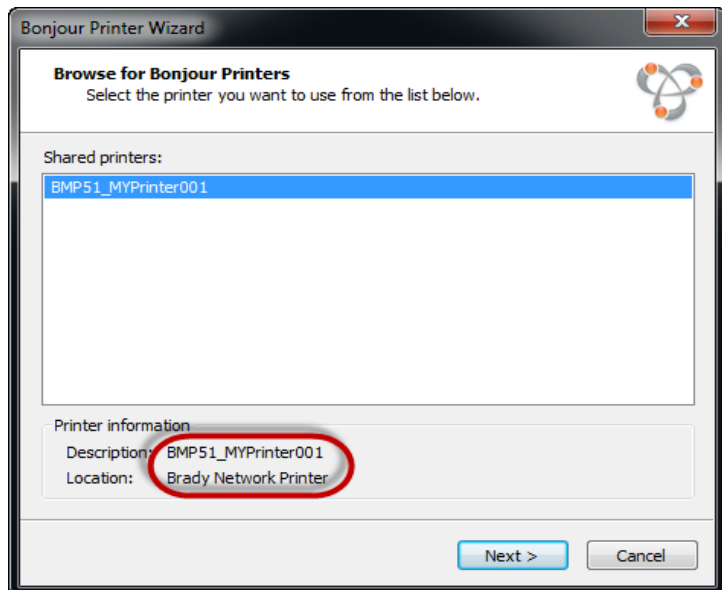 Bonjour Printer Wizard
Browse for Bonjour Printers
Select the printer you want to use from the list below.
Shared printers:
BMP51_MYPrinter001
Printer information
Description: BMP51_MYPrinter001
Location: Brady Network Printer
Next >
Cancel